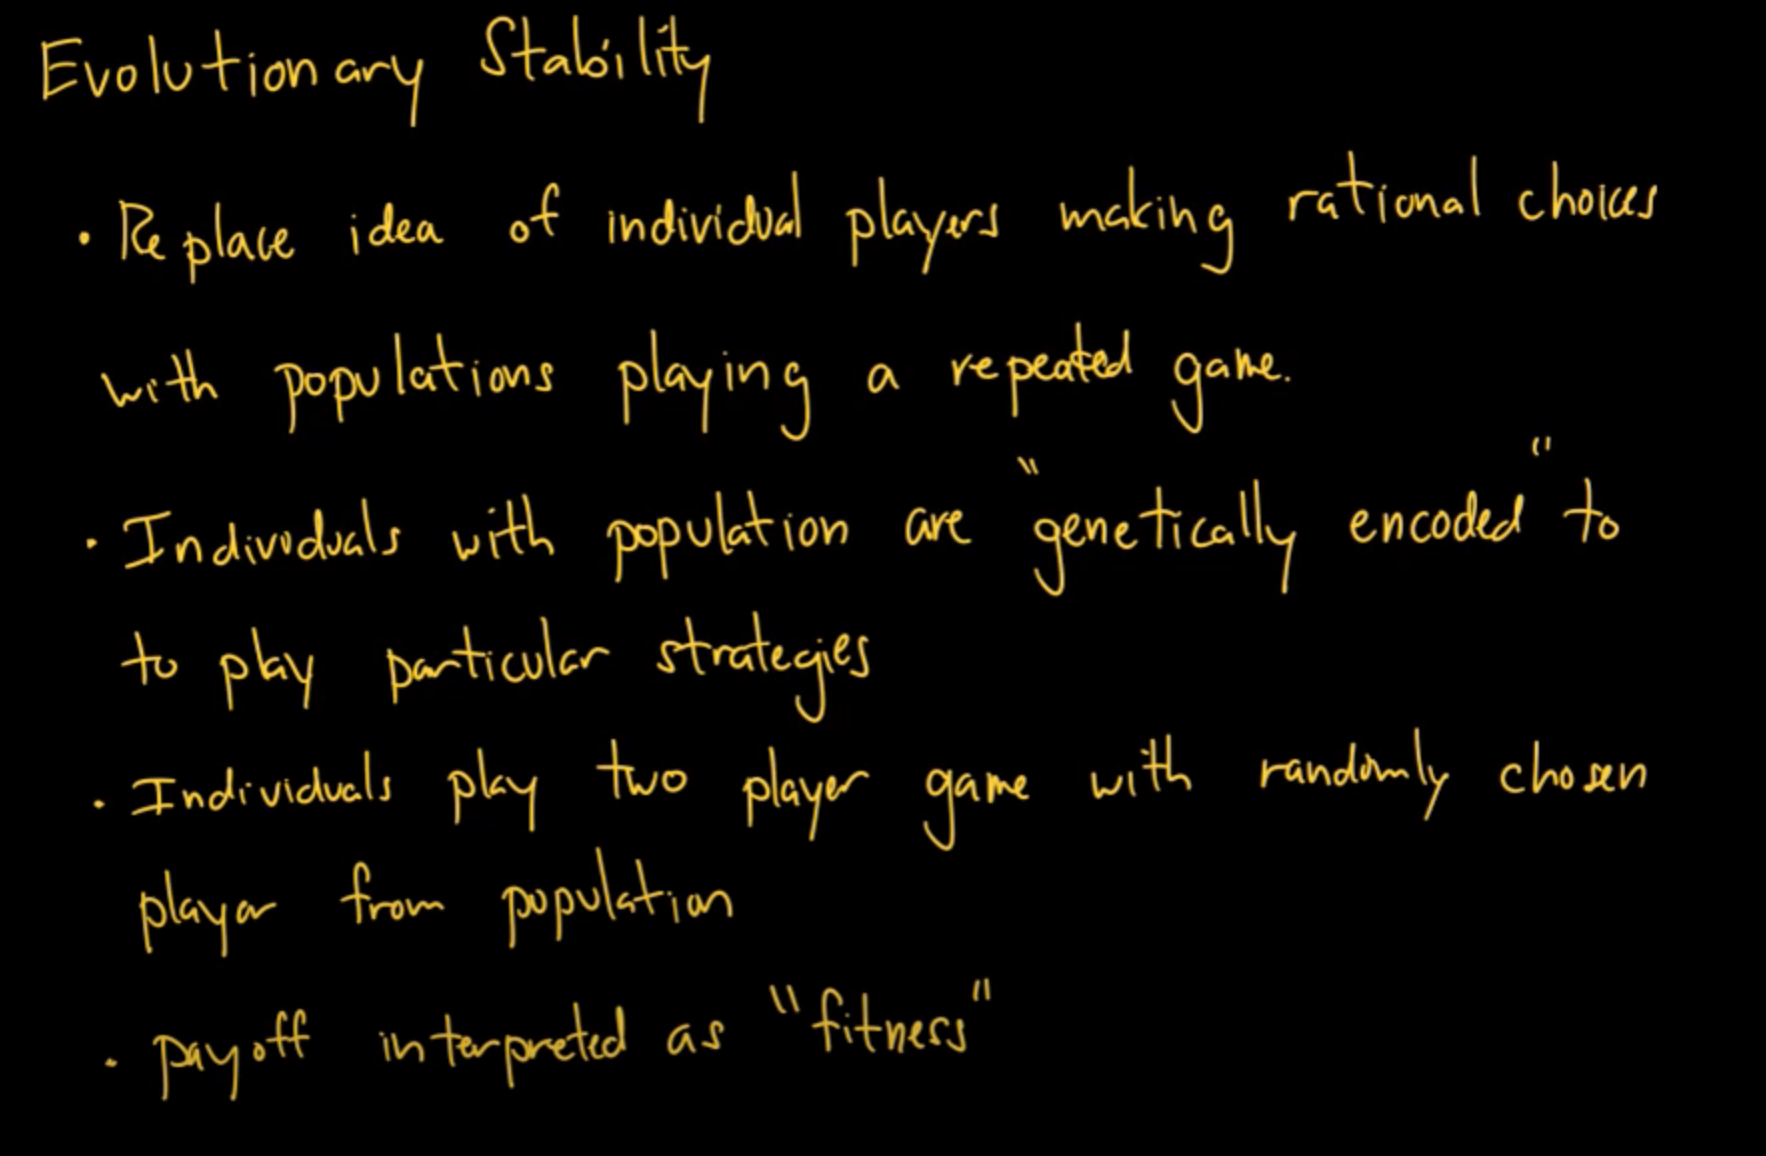 Evolutionary Stability
• Replace idea of individual players making rational choices
with populations playing a repeated game.
• Individuals with population are "genetically encoded" to
to play particular strategies
• Individuals play two player game with randomly chosen
player from population
• Payoff interpreted as "fitness"